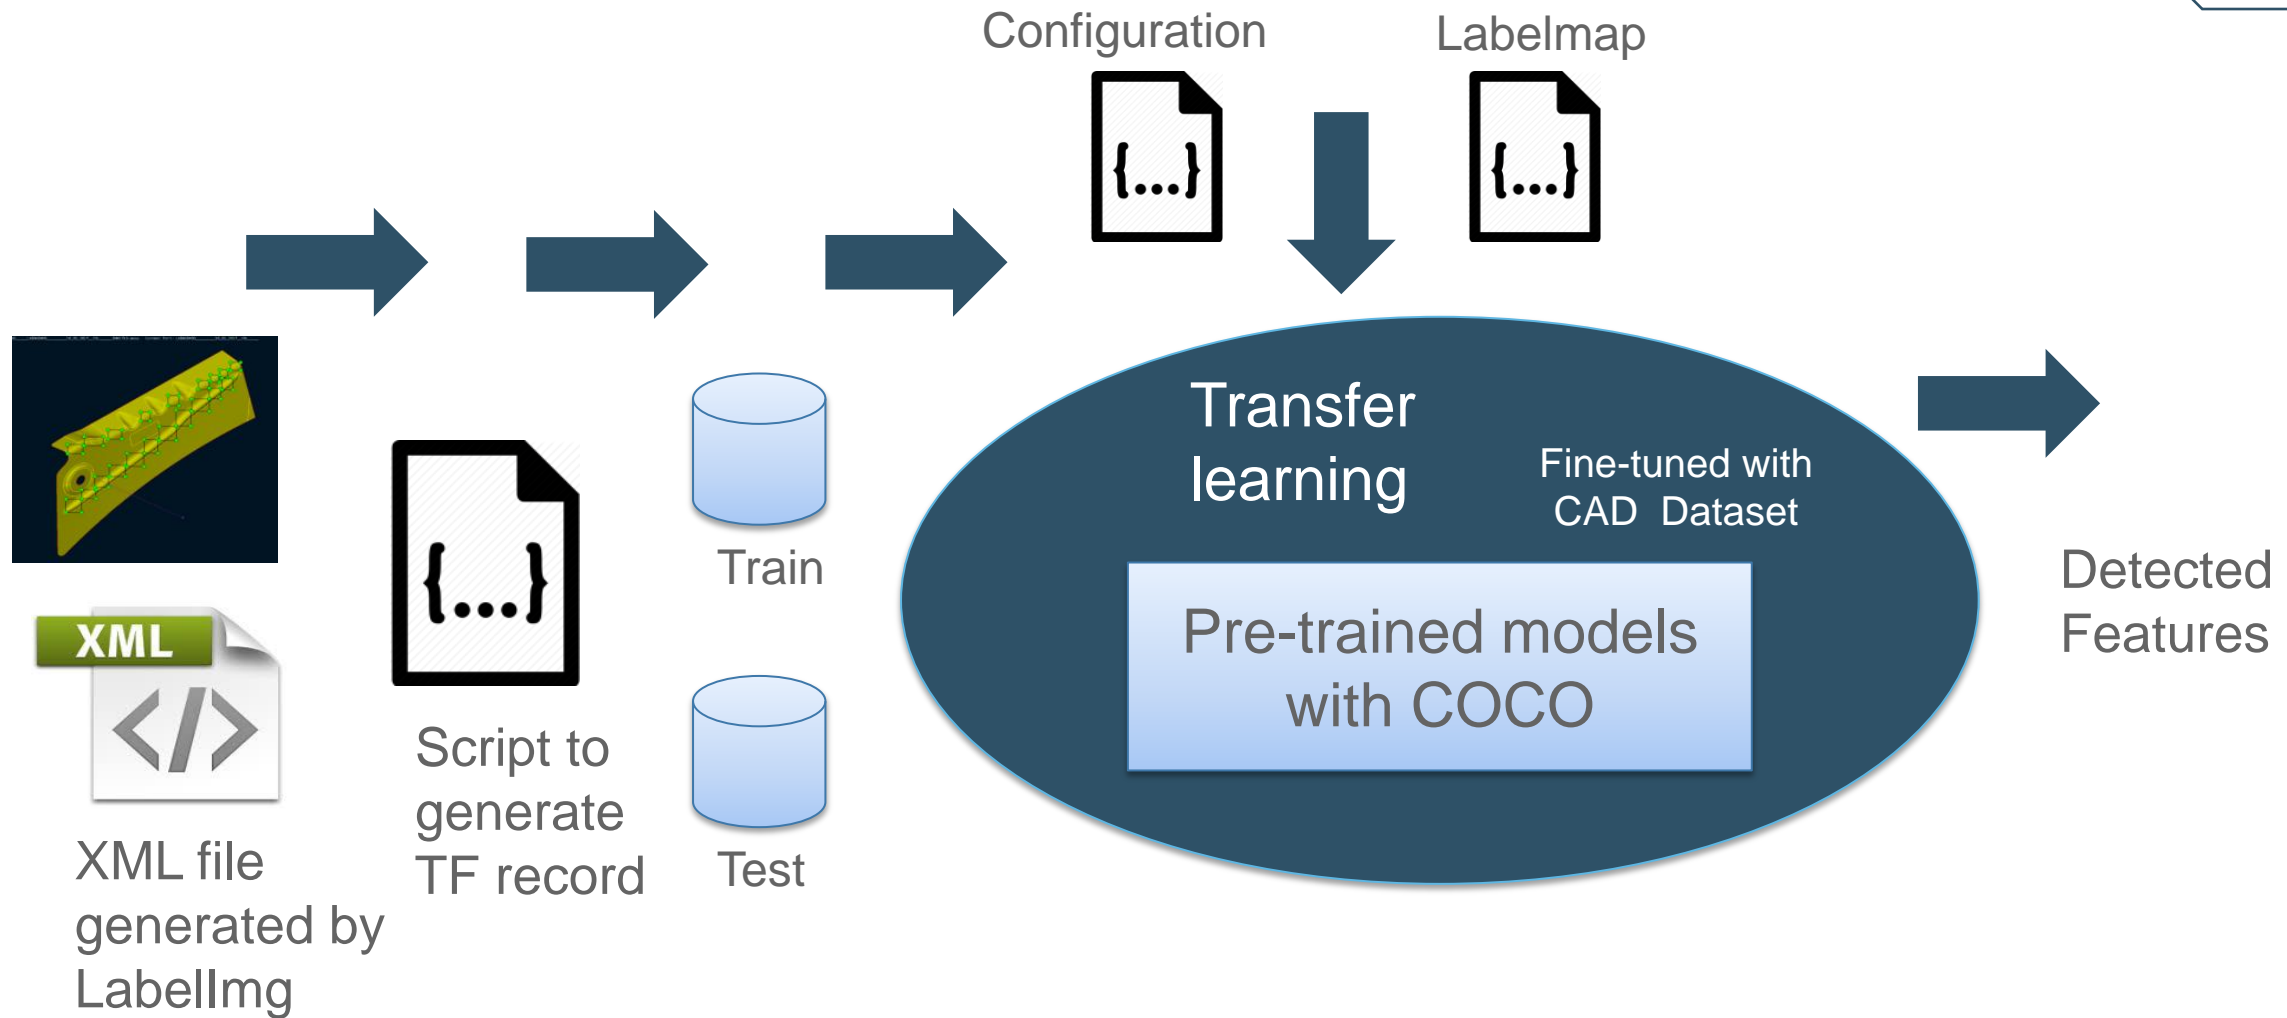 Configuration
Labelmap
{...}
{...}
XML
</>
XML file
generated by
LabelImg
{...}
Script to
generate
TF record
Train
Test
Transfer
learning
Fine-tuned with
CAD Dataset
Pre-trained models
with COCO
Detected
Features